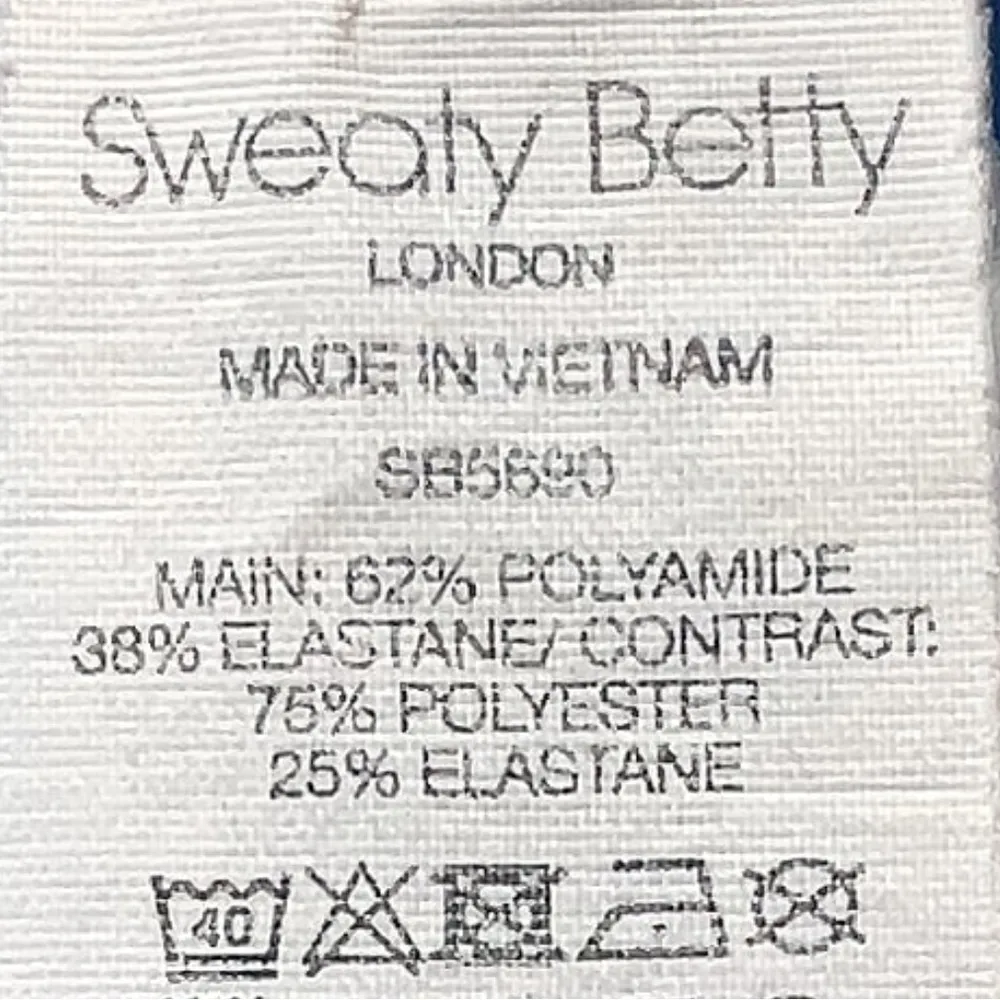 Sweaty Betty
LONDON
MADE IN VIETNAM
SB5690
MAIN: 62% POLYAMIDE
38% ELASTANE/ CONTRAST:
75% POLYESTER
25% ELASTANE
40